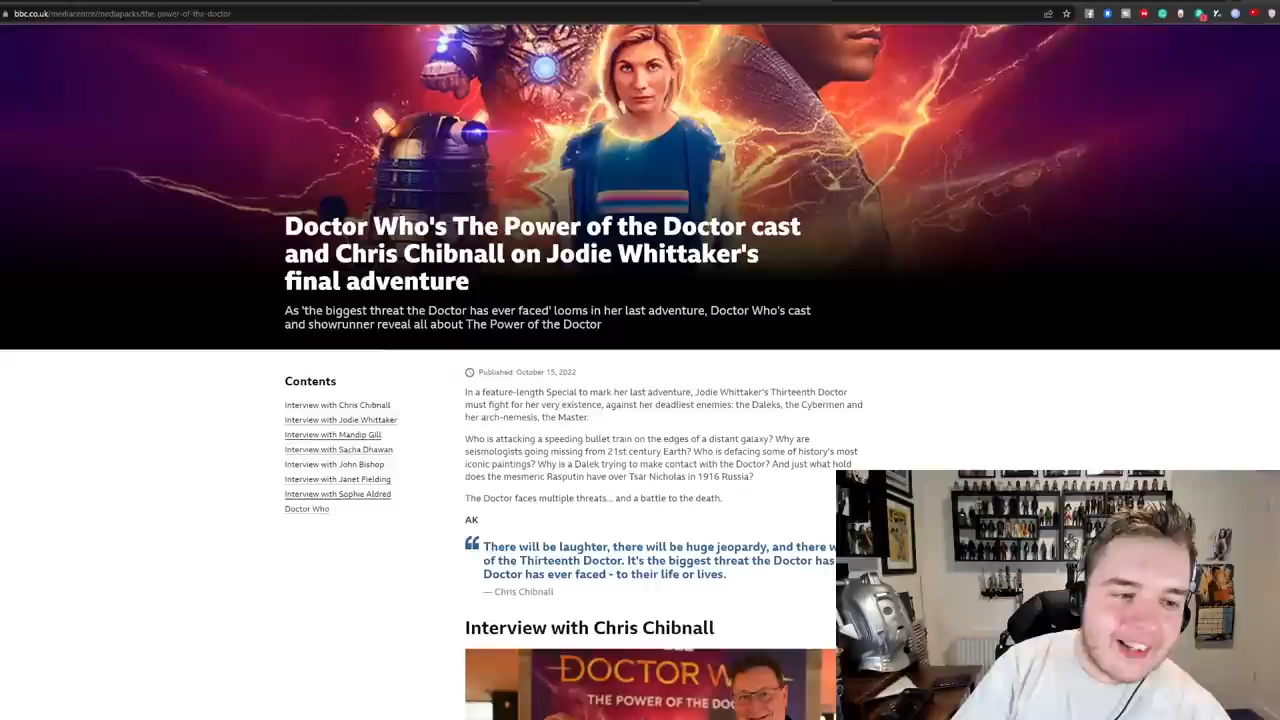 bbc.co.uk/mediacentre/mediapacks/the-power-of-the-doctor
Doctor Who's The Power of the Doctor cast
and Chris Chibnall on Jodie Whittaker's
final adventure
As 'the biggest threat the Doctor has ever faced' looms in her last adventure, Doctor Who's cast
and showrunner reveal all about The Power of the Doctor
Contents
Interview with Chris Chibnall
Interview with Jodie Whittaker
Interview with Mandip Gill
Interview with Sacha Dhawan
Interview with John Bishop
Interview with Janet Fielding
Interview with Sophie Aldred
Doctor Who
Published: October 15, 2022
In a feature-length Special to mark her last adventure, Jodie Whittaker's Thirteenth Doctor
must fight for her very existence, against her deadliest enemies: the Daleks, the Cybermen and
her arch-nemesis, the Master.
Who is attacking a speeding bullet train on the edges of a distant galaxy? Why are
seismologists going missing from 21st century Earth? Who is defacing some of history's most
iconic paintings? Why is a Dalek trying to make contact with the Doctor? And just what hold
does the mesmeric Rasputin have over Tsar Nicholas in 1916 Russia?
The Doctor faces multiple threats... and a battle to the death.
AK
There will be laughter, there will be huge jeopardy, and there w
of the Thirteenth Doctor. It's the biggest threat the Doctor has
Doctor has ever faced - to their life or lives.
— Chris Chibnall
Interview with Chris Chibnall
DOCTOR W
THE POWER OF THE DO